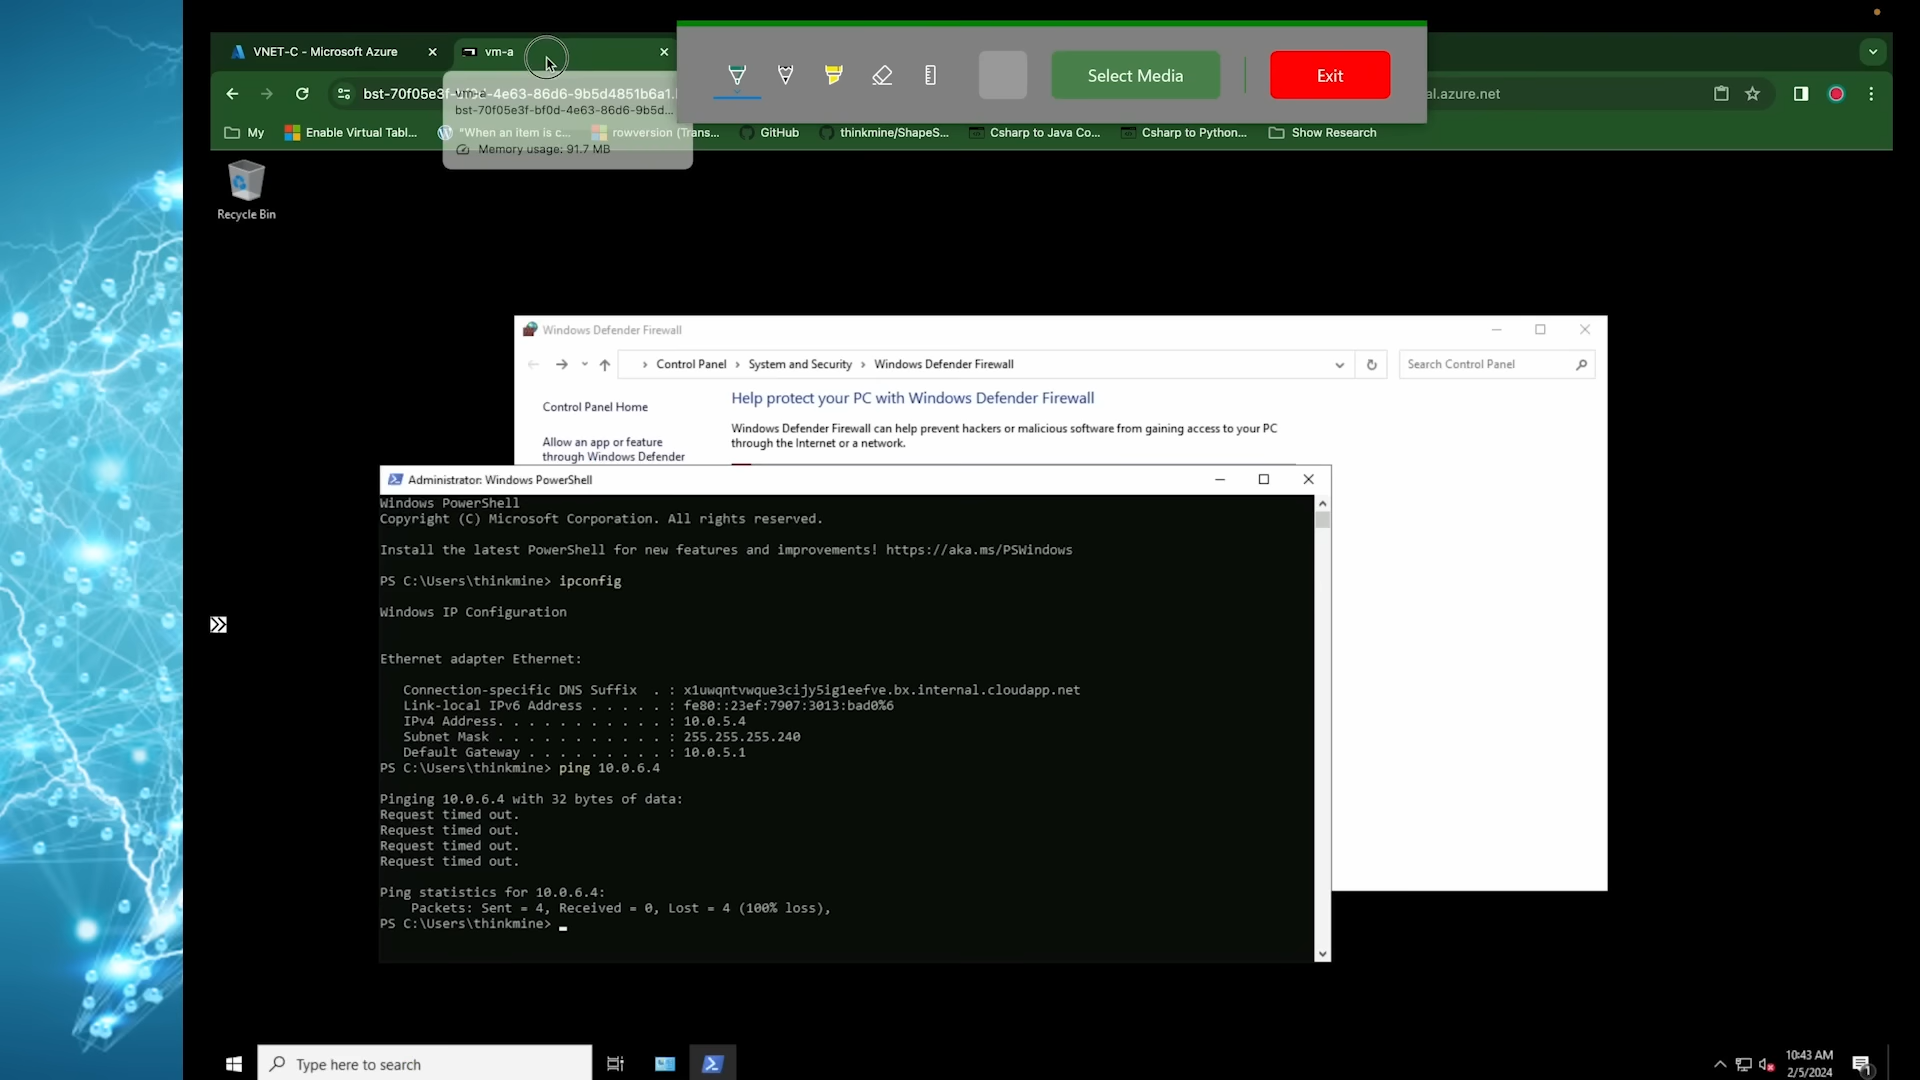 VNET-C - Microsoft Azure
vm-a
Select Media
Exit
bst-70f05e3f-
-4e63-86d6-9b5d4851b6a1.
al.azure.net
vm-a
bst-70f05e3f-bf0d-4e63-86d6-9b5d...
Memory usage: 91.7 MB
My
Enable Virtual Tabl...
"When an item is c...
rowversion (Trans...
GitHub
thinkmine/ShapeS...
Csharp to Java Co...
Csharp to Python...
Show Research
Recycle Bin
Windows Defender Firewall
Control Panel > System and Security > Windows Defender Firewall
Search Control Panel
Control Panel Home
Allow an app or feature
through Windows Defender
Help protect your PC with Windows Defender Firewall
Windows Defender Firewall can help prevent hackers or malicious software from gaining access to your PC
through the Internet or a network.
Administrator: Windows PowerShell
Windows PowerShell
Copyright (C) Microsoft Corporation. All rights reserved.
Install the latest PowerShell for new features and improvements! https://aka.ms/PSWindows
PS C:\Users\thinkmine> ipconfig
Windows IP Configuration
Ethernet adapter Ethernet:
Connection-specific DNS Suffix  . : x1uwqntvwque3cijy5ig1eefve.bx.internal.cloudapp.net
Link-local IPv6 Address . . . . . : fe80::23ef:7907:3013:bad0%6
IPv4 Address. . . . . . . . . . . : 10.0.5.4
Subnet Mask . . . . . . . . . . . : 255.255.255.240
Default Gateway . . . . . . . . . : 10.0.5.1
PS C:\Users\thinkmine> ping 10.0.6.4
Pinging 10.0.6.4 with 32 bytes of data:
Request timed out.
Request timed out.
Request timed out.
Request timed out.
Ping statistics for 10.0.6.4:
Packets: Sent = 4, Received = 0, Lost = 4 (100% loss),
PS C:\Users\thinkmine>
Type here to search
10:43 AM
2/5/2024
1